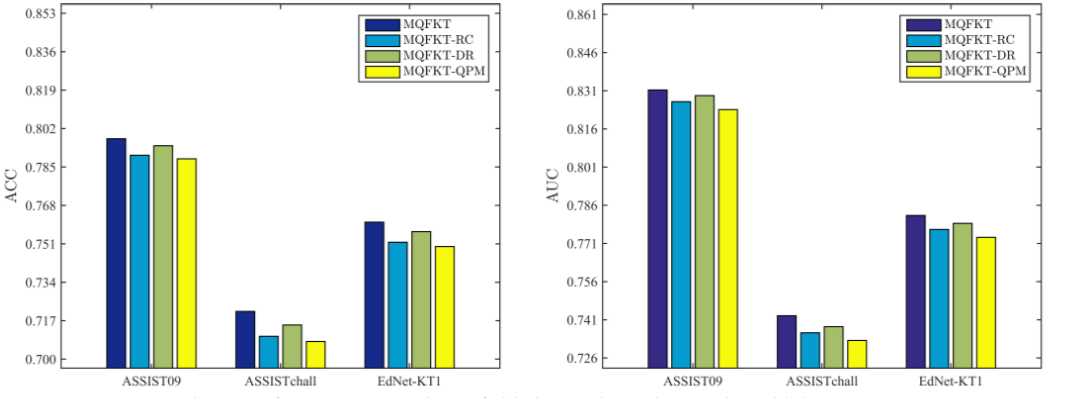 0.853
0.836
0.819
0.802
0.785
0.768
0.751
0.734
0.717
0.700
ACC
MQFKT
MQFKT-RC
MQFKT-DR
MQFKT-QPM
ASSIST09
ASSISTchall
EdNet-KT1
0.861
0.846
0.831
0.816
0.801
0.786
0.771
0.756
0.741
0.726
AUC
MQFKT
MQFKT-RC
MQFKT-DR
MQFKT-QPM
ASSIST09
ASSISTchall
EdNet-KT1